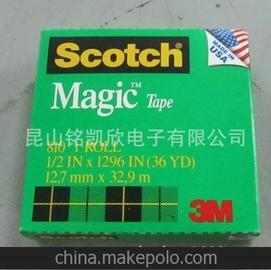 MADE IN
USA
Scotch
Magic™ Tape
昆山铭凯欣电子有限公司
810 1 ROLL
1/2 IN x 1296 IN (36 YD)
12.7 mm x 32.9 m
3M
china.makepolo.com